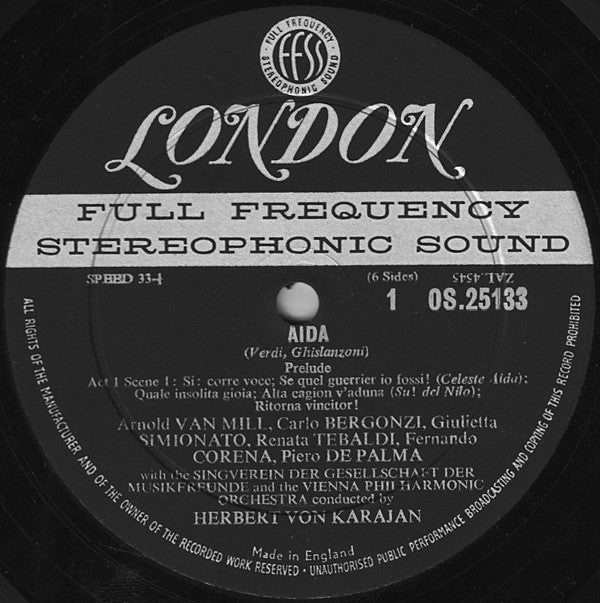 FULL FREQUENCY
ffss
STEREOPHONIC SOUND
LONDON
FULL FREQUENCY
STEREOPHONIC SOUND
SPEED 33⅓
(6 Sides)
ZAL.4545
1 OS.25133
AIDA
(Verdi, Ghislanzoni)
Prelude
Act 1 Scene 1: Si: corre voce; Se quel guerrier io fossi! (Celeste Aida);
Quale insolita gioia; Alta cagion v'aduna (Su! del Nilo);
Ritorna vincitor!
Arnold VAN MILL, Carlo BERGONZI, Giulietta
SIMIONATO, Renata TEBALDI, Fernando
CORENA, Piero DE PALMA
with the SINGVEREIN DER GESELLSCHAFT DER
MUSIKFREUNDE and the VIENNA PHILHARMONIC
ORCHESTRA conducted by
HERBERT VON KARAJAN
Made in England
ALL RIGHTS OF THE MANUFACTURER AND OF THE OWNER OF THE RECORDED WORK RESERVED · UNAUTHORISED PUBLIC PERFORMANCE BROADCASTING AND COPYING OF THIS RECORD PROHIBITED